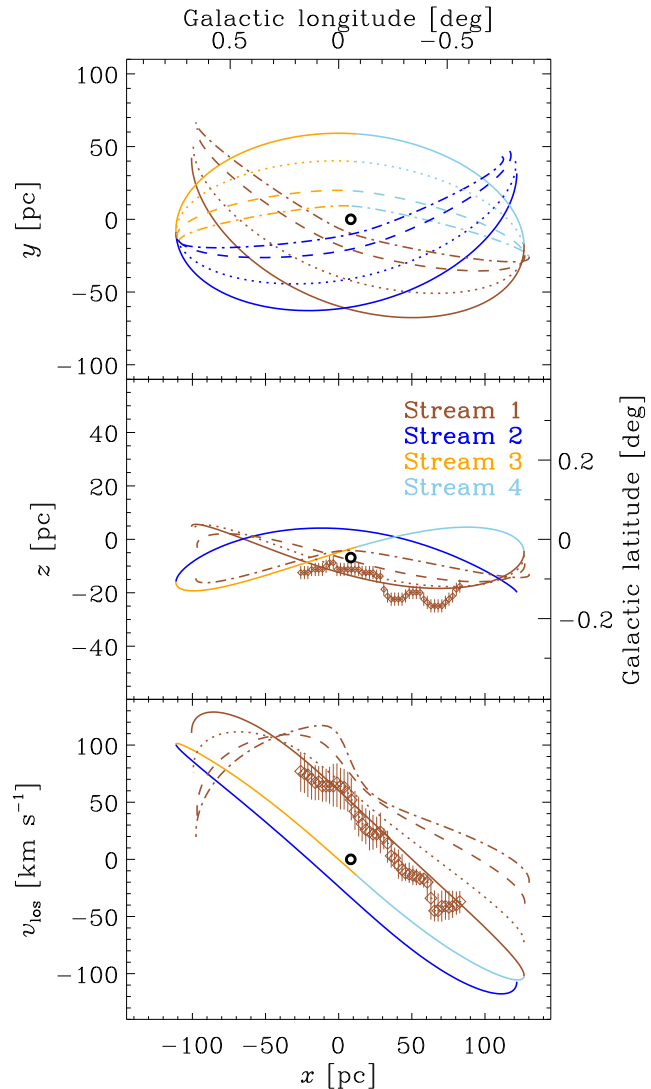 Galactic longitude [deg]
0.5 0 −0.5
100
50
0
−50
−100
y [pc]
Stream 1
Stream 2
Stream 3
Stream 4
40
20
0
−20
−40
z [pc]
0.2
0
−0.2
Galactic latitude [deg]
100
50
0
−50
−100
v_los [km s⁻¹]
−100 −50 0 50 100
x [pc]